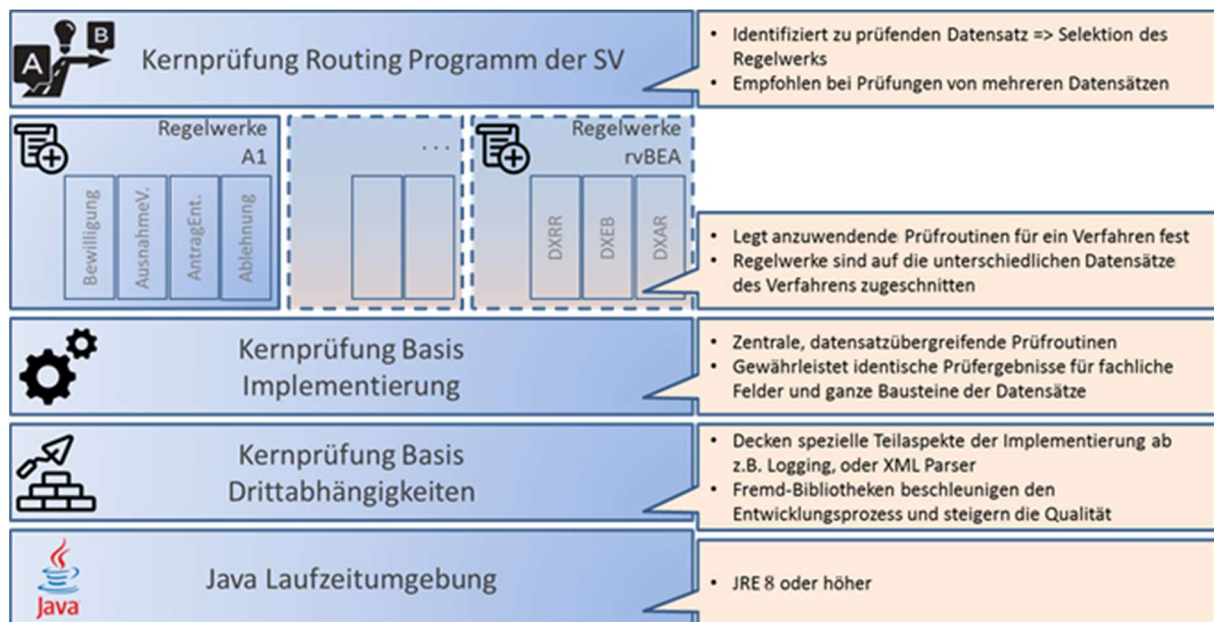 A
B
Kernprüfung Routing Programm der SV
• Identifiziert zu prüfenden Datensatz => Selektion des
Regelwerks
• Empfohlen bei Prüfungen von mehreren Datensätzen
Regelwerke
A1
Bewilligung
AusnahmeV.
AntragEnt.
Ablehnung
...
Regelwerke
rvBEA
DXRR
DXEB
DXAR
• Legt anzuwendende Prüfroutinen für ein Verfahren fest
• Regelwerke sind auf die unterschiedlichen Datensätze
des Verfahrens zugeschnitten
Kernprüfung Basis
Implementierung
• Zentrale, datensatzübergreifende Prüfroutinen
• Gewährleistet identische Prüfergebnisse für fachliche
Felder und ganze Bausteine der Datensätze
Kernprüfung Basis
Drittabhängigkeiten
• Decken spezielle Teilaspekte der Implementierung ab
z.B. Logging, oder XML Parser
• Fremd-Bibliotheken beschleunigen den
Entwicklungsprozess und steigern die Qualität
Java
Java Laufzeitumgebung
• JRE 8 oder höher